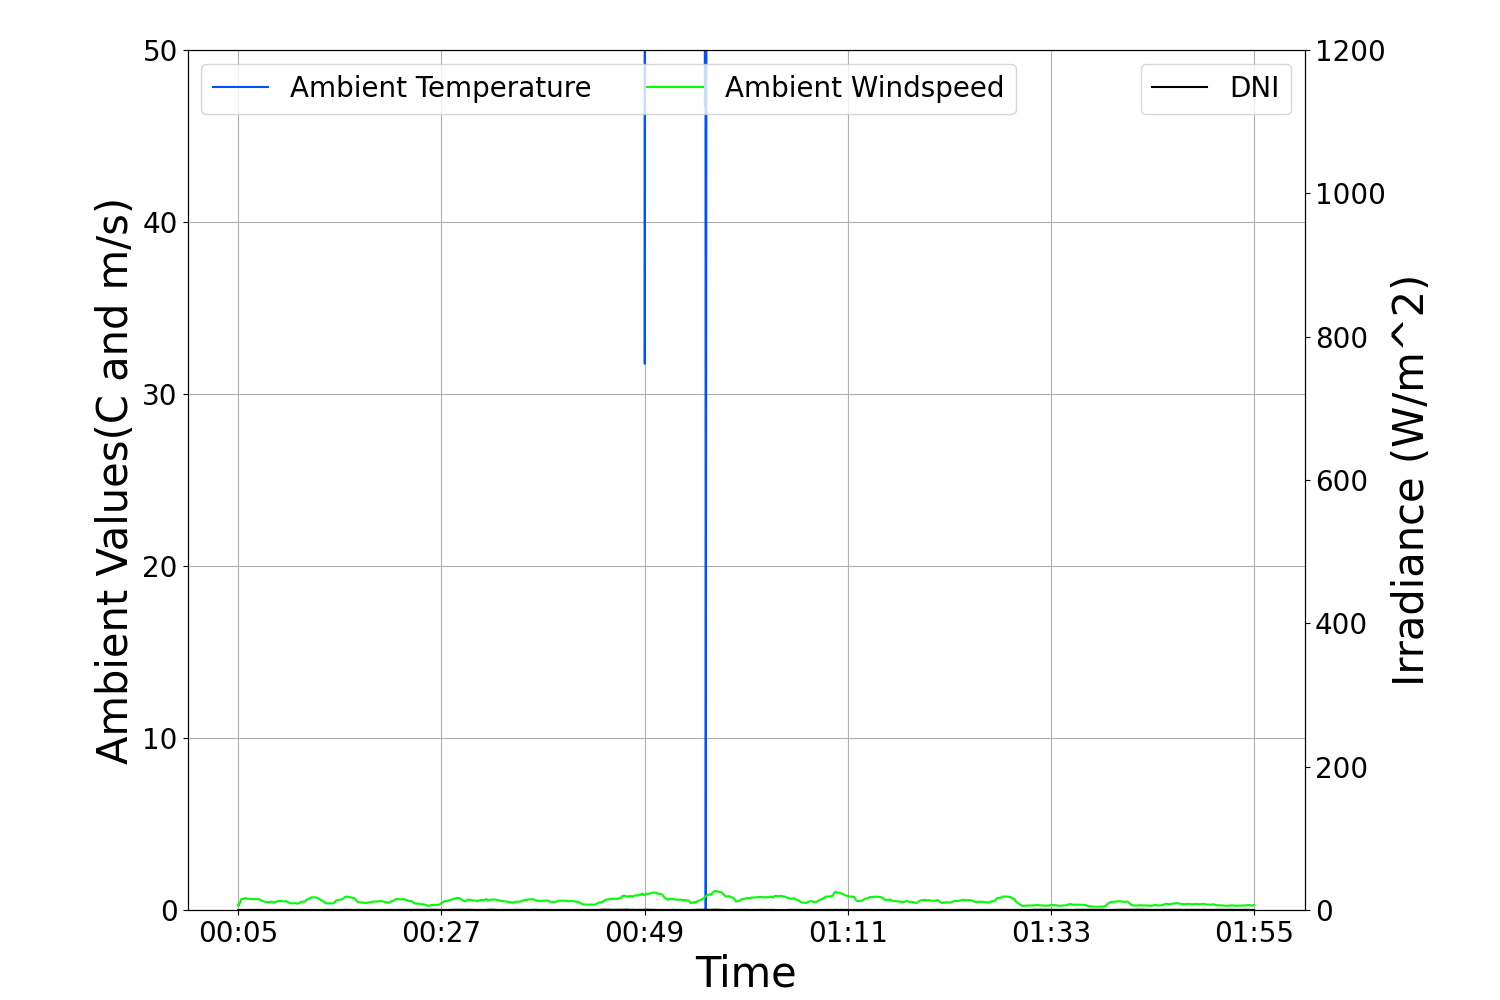 Ambient Temperature
Ambient Windspeed
DNI
50
40
30
20
10
0
Ambient Values(C and m/s)
1200
1000
800
600
400
200
0
Irradiance (W/m^2)
00:05 00:27 00:49 01:11 01:33 01:55
Time